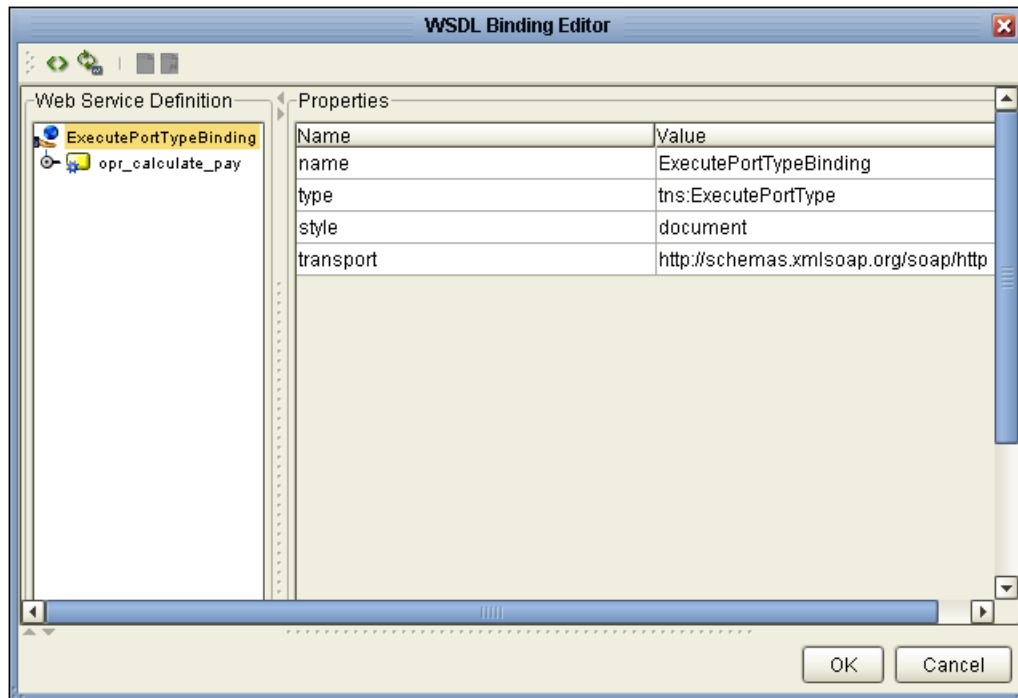 WSDL Binding Editor
Web Service Definition
Properties
ExecutePortTypeBinding
opr_calculate_pay
Name Value
name ExecutePortTypeBinding
type tns:ExecutePortType
style document
transport http://schemas.xmlsoap.org/soap/http
OK Cancel